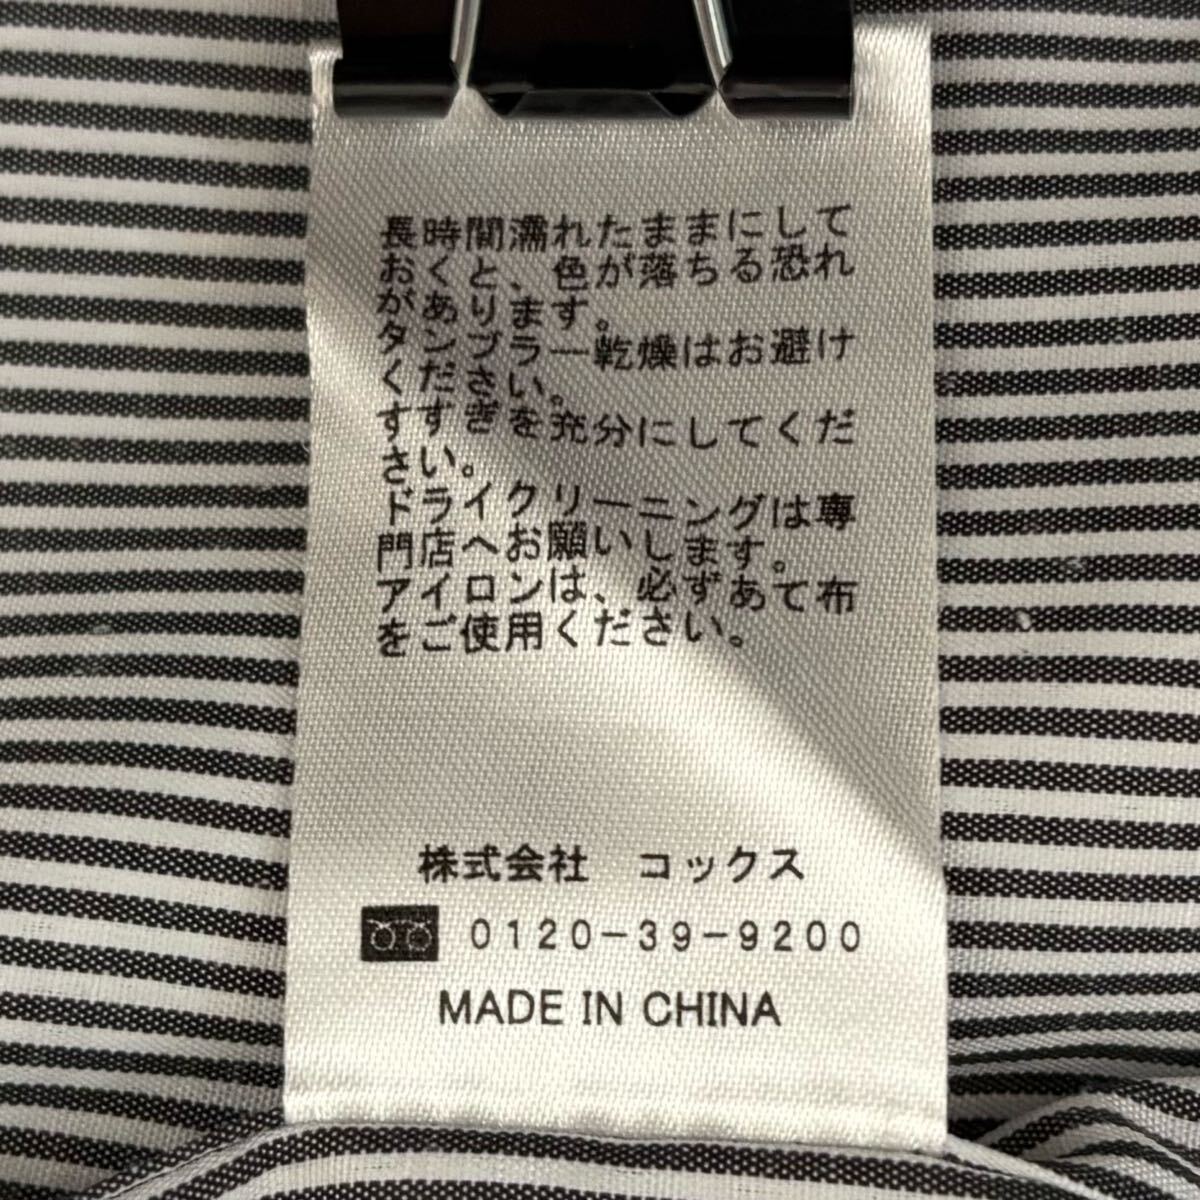 長時間濡れたままにして
おくと、色が落ちる恐れ
があります。
タンブラー乾燥はお避け
ください。
すすぎを充分にしてくだ
さい。
ドライクリーニングは専
門店へお願いします。
アイロンは、必ずあて布
をご使用ください。
株式会社　コックス
0120-39-9200
MADE IN CHINA